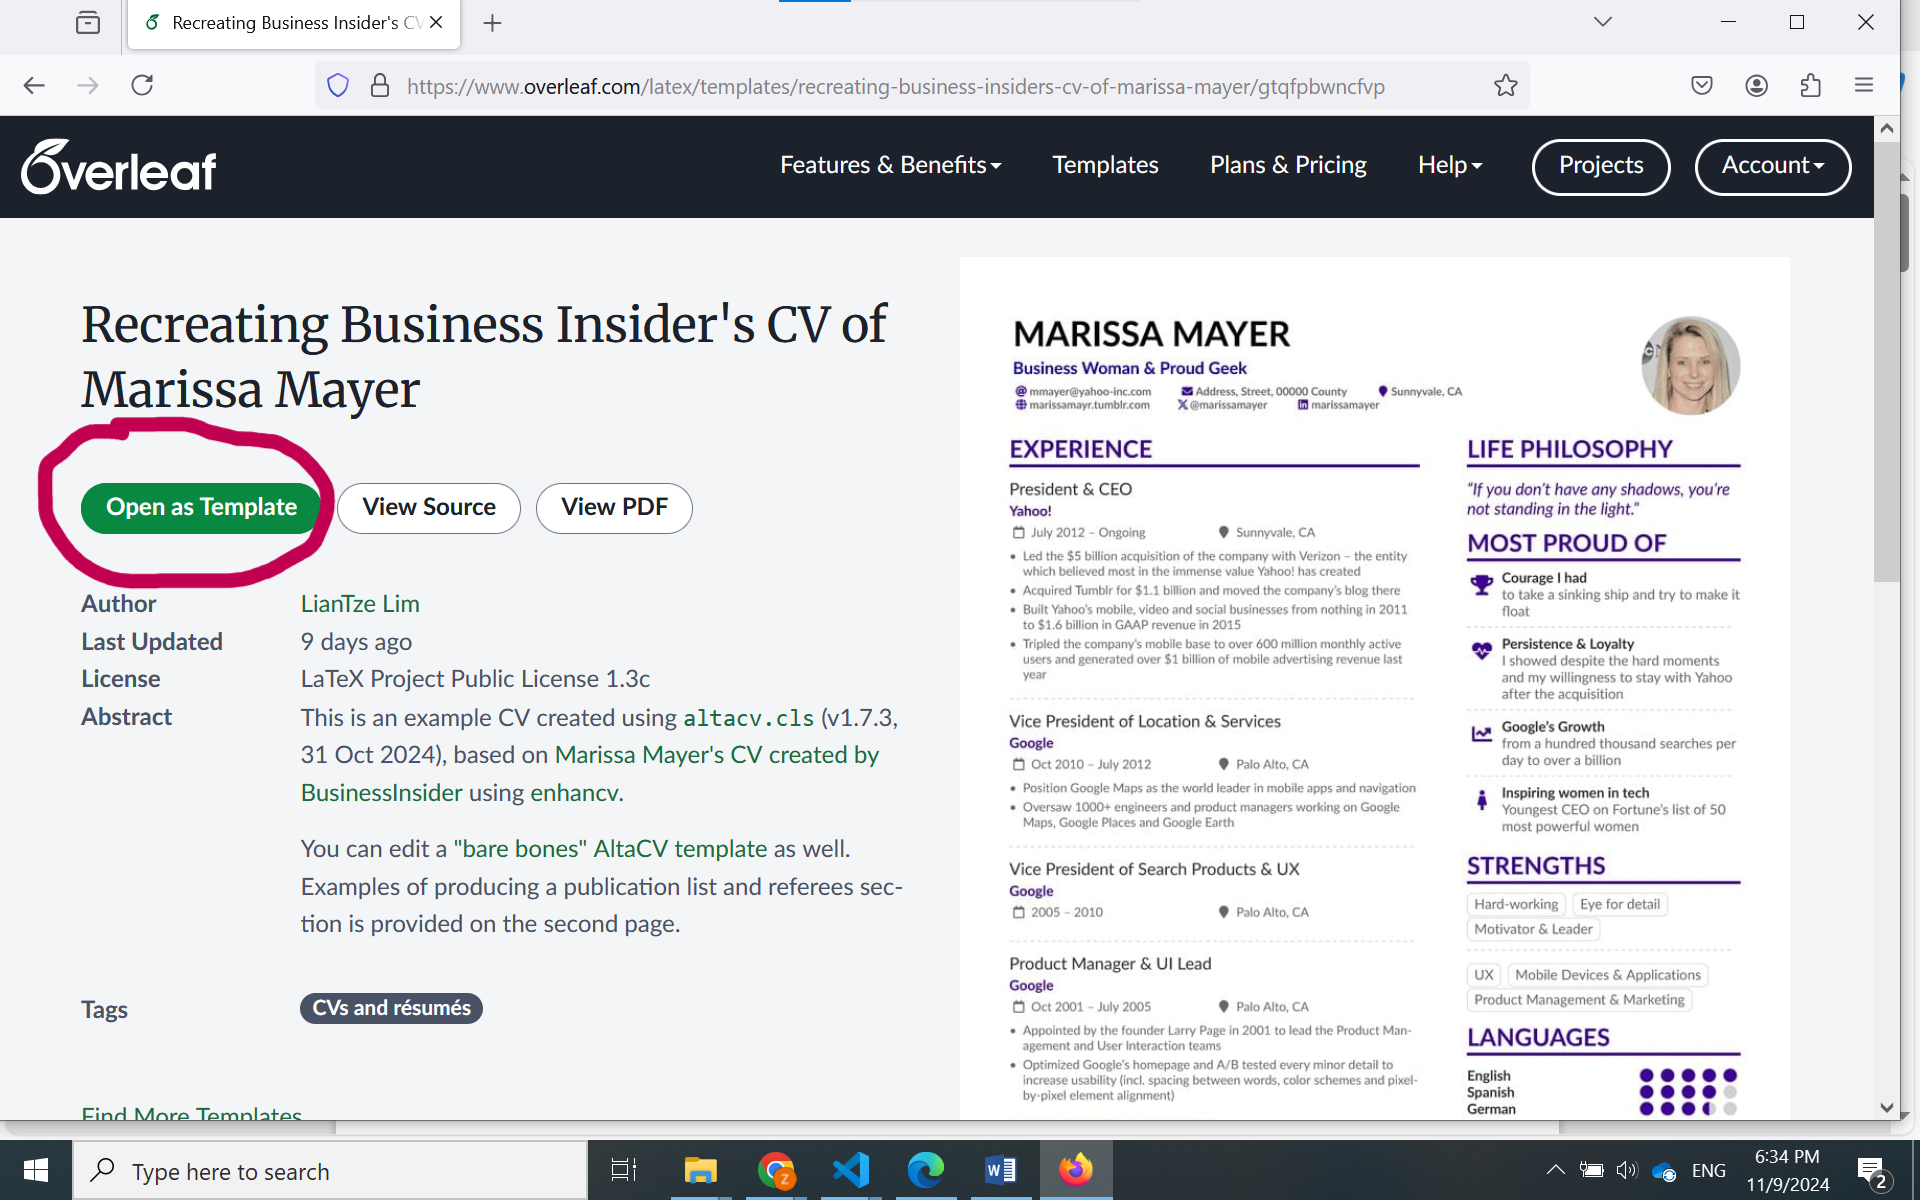 Recreating Business Insider's CV
https://www.overleaf.com/latex/templates/recreating-business-insiders-cv-of-marissa-mayer/gtqfpbwncfvp
Overleaf
Features & Benefits
Templates
Plans & Pricing
Help
Projects
Account
Recreating Business Insider's CV of
Marissa Mayer
Open as Template
View Source
View PDF
Author LianTze Lim
Last Updated 9 days ago
License LaTeX Project Public License 1.3c
Abstract This is an example CV created using altacv.cls (v1.7.3,
31 Oct 2024), based on Marissa Mayer's CV created by
BusinessInsider using enhancv.
You can edit a "bare bones" AltaCV template as well.
Examples of producing a publication list and referees sec-
tion is provided on the second page.
Tags CVs and résumés
Find More Templates
MARISSA MAYER
Business Woman & Proud Geek
mmayer@yahoo-inc.com Address, Street, 00000 County Sunnyvale, CA
marissamayr.tumblr.com @marissamayer marissamayer
EXPERIENCE
President & CEO
Yahoo!
July 2012 – Ongoing Sunnyvale, CA
• Led the $5 billion acquisition of the company with Verizon – the entity
which believed most in the immense value Yahoo! has created
• Acquired Tumblr for $1.1 billion and moved the company's blog there
• Built Yahoo's mobile, video and social businesses from nothing in 2011
to $1.6 billion in GAAP revenue in 2015
• Tripled the company's mobile base to over 600 million monthly active
users and generated over $1 billion of mobile advertising revenue last
year
Vice President of Location & Services
Google
Oct 2010 – July 2012 Palo Alto, CA
• Position Google Maps as the world leader in mobile apps and navigation
• Oversaw 1000+ engineers and product managers working on Google
Maps, Google Places and Google Earth
Vice President of Search Products & UX
Google
2005 – 2010 Palo Alto, CA
Product Manager & UI Lead
Google
Oct 2001 – July 2005 Palo Alto, CA
• Appointed by the founder Larry Page in 2001 to lead the Product Man-
agement and User Interaction teams
• Optimized Google's homepage and A/B tested every minor detail to
increase usability (incl. spacing between words, color schemes and pixel-
by-pixel element alignment)
LIFE PHILOSOPHY
“If you don’t have any shadows, you’re
not standing in the light.”
MOST PROUD OF
Courage I had
to take a sinking ship and try to make it
float
Persistence & Loyalty
I showed despite the hard moments
and my willingness to stay with Yahoo
after the acquisition
Google's Growth
from a hundred thousand searches per
day to over a billion
Inspiring women in tech
Youngest CEO on Fortune's list of 50
most powerful women
STRENGTHS
Hard-working Eye for detail
Motivator & Leader
UX Mobile Devices & Applications
Product Management & Marketing
LANGUAGES
English
Spanish
German
Type here to search
ENG
6:34 PM
11/9/2024
2